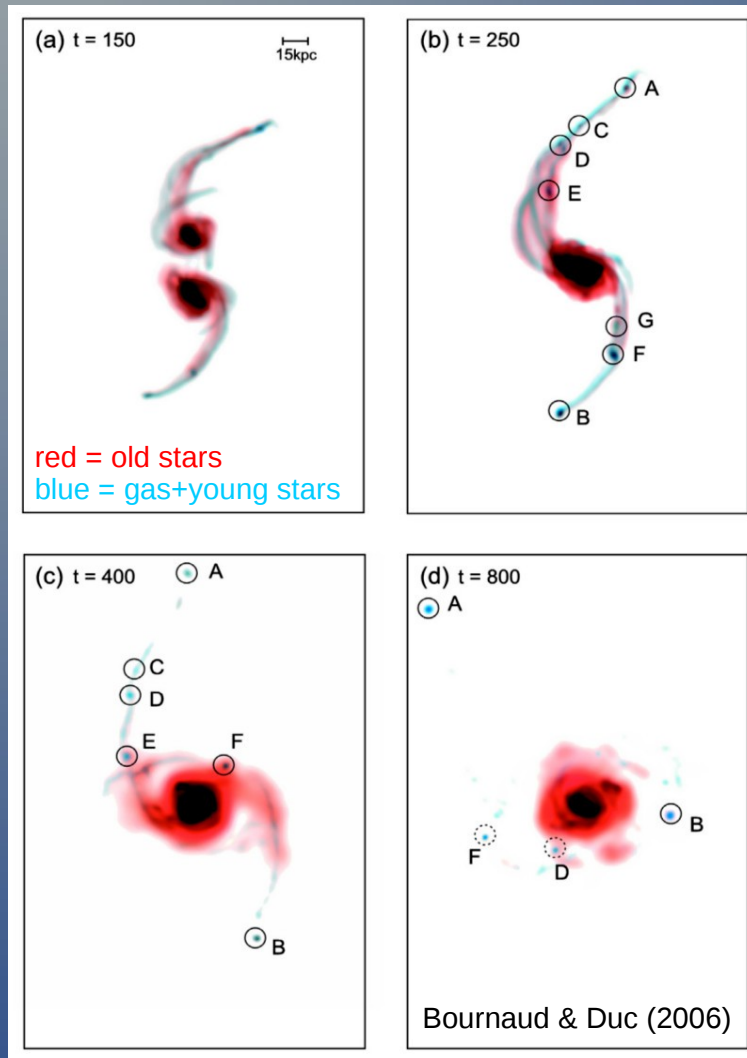 (a) t = 150
15kpc
red = old stars
blue = gas+young stars
(b) t = 250
A
C
D
E
G
F
B
(c) t = 400
A
C
D
E
F
B
(d) t = 800
A
B
F
D
Bournaud & Duc (2006)